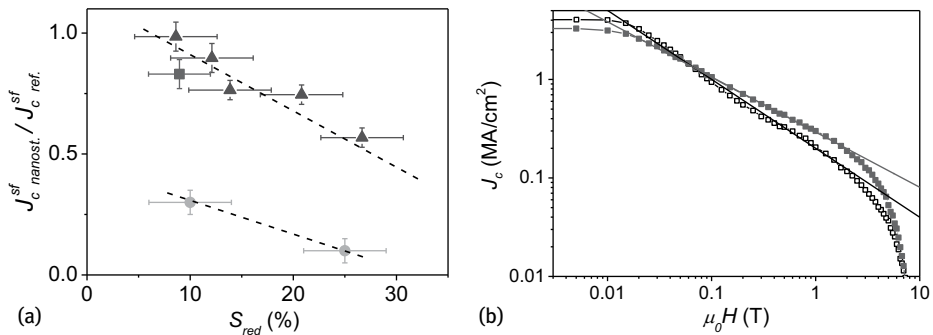 1.0
0.5
0.0
J_c^sf nanost. / J_c^sf ref.
0 10 20 30
S_red (%)
(a)
1
0.1
0.01
J_c (MA/cm²)
0.01 0.1 1 10
μ_0H (T)
(b)